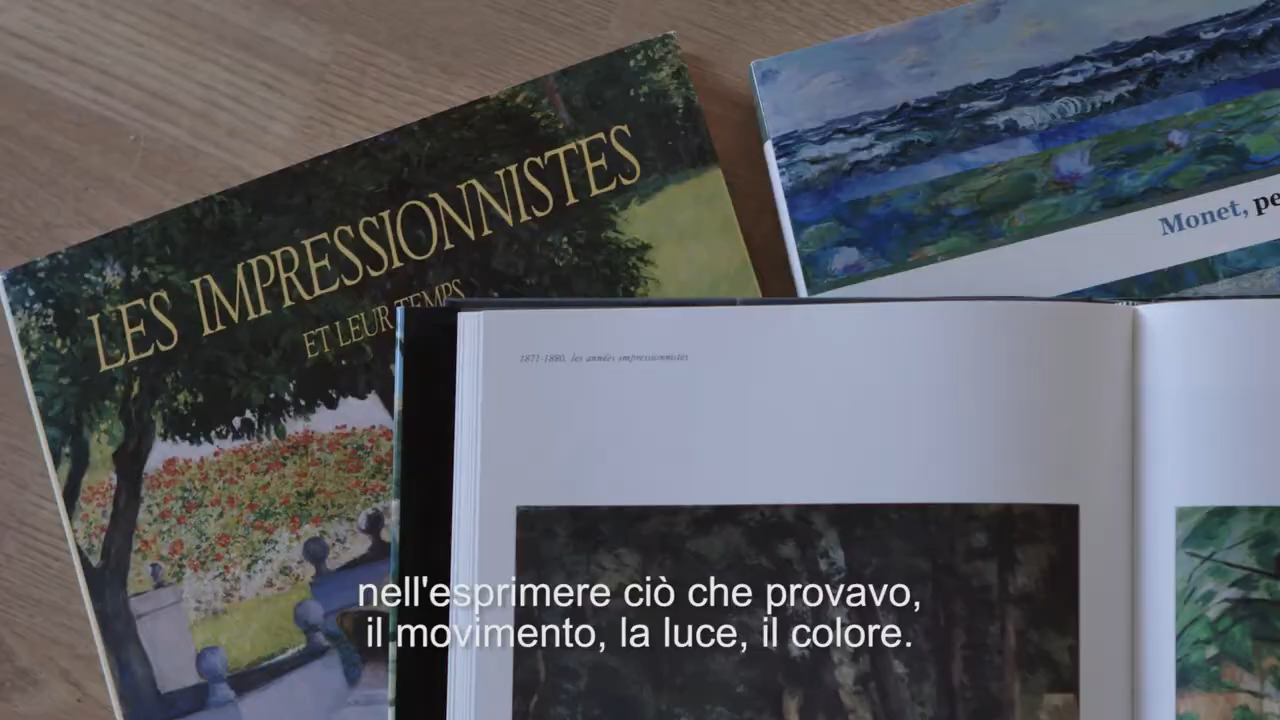 LES IMPRESSIONNISTES
ET LEUR TEMPS
Monet, pe
1871-1880, les années impressionnistes
nell'esprimere ciò che provavo,
il movimento, la luce, il colore.